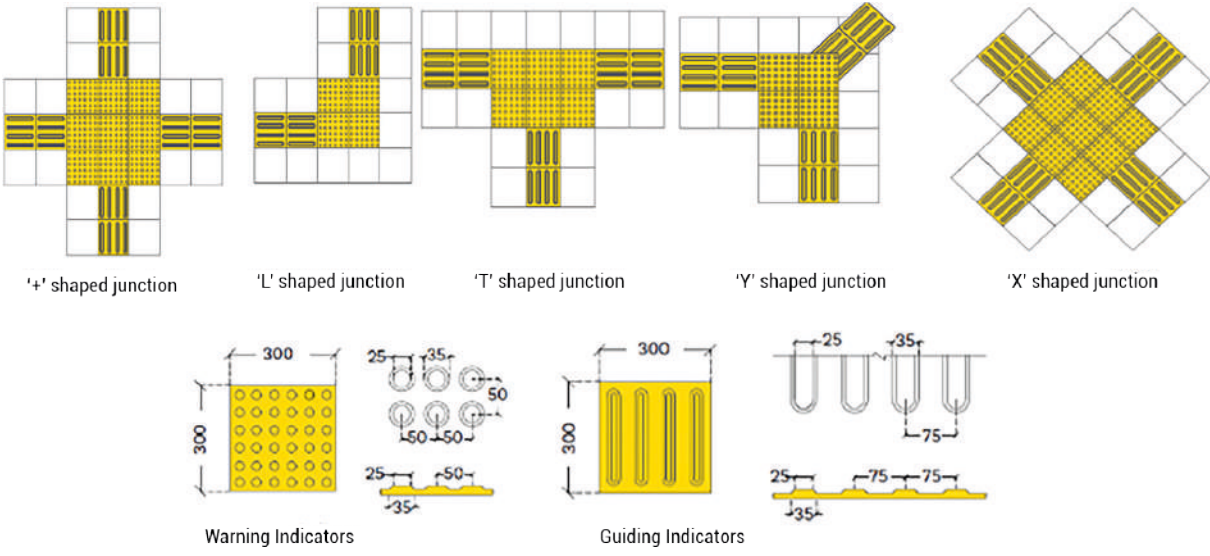 '+' shaped junction
'L' shaped junction
'T' shaped junction
'Y' shaped junction
'X' shaped junction
300
300
25
35
50
50
50
25
50
35
Warning Indicators
300
300
25
35
75
25
75
75
35
Guiding Indicators